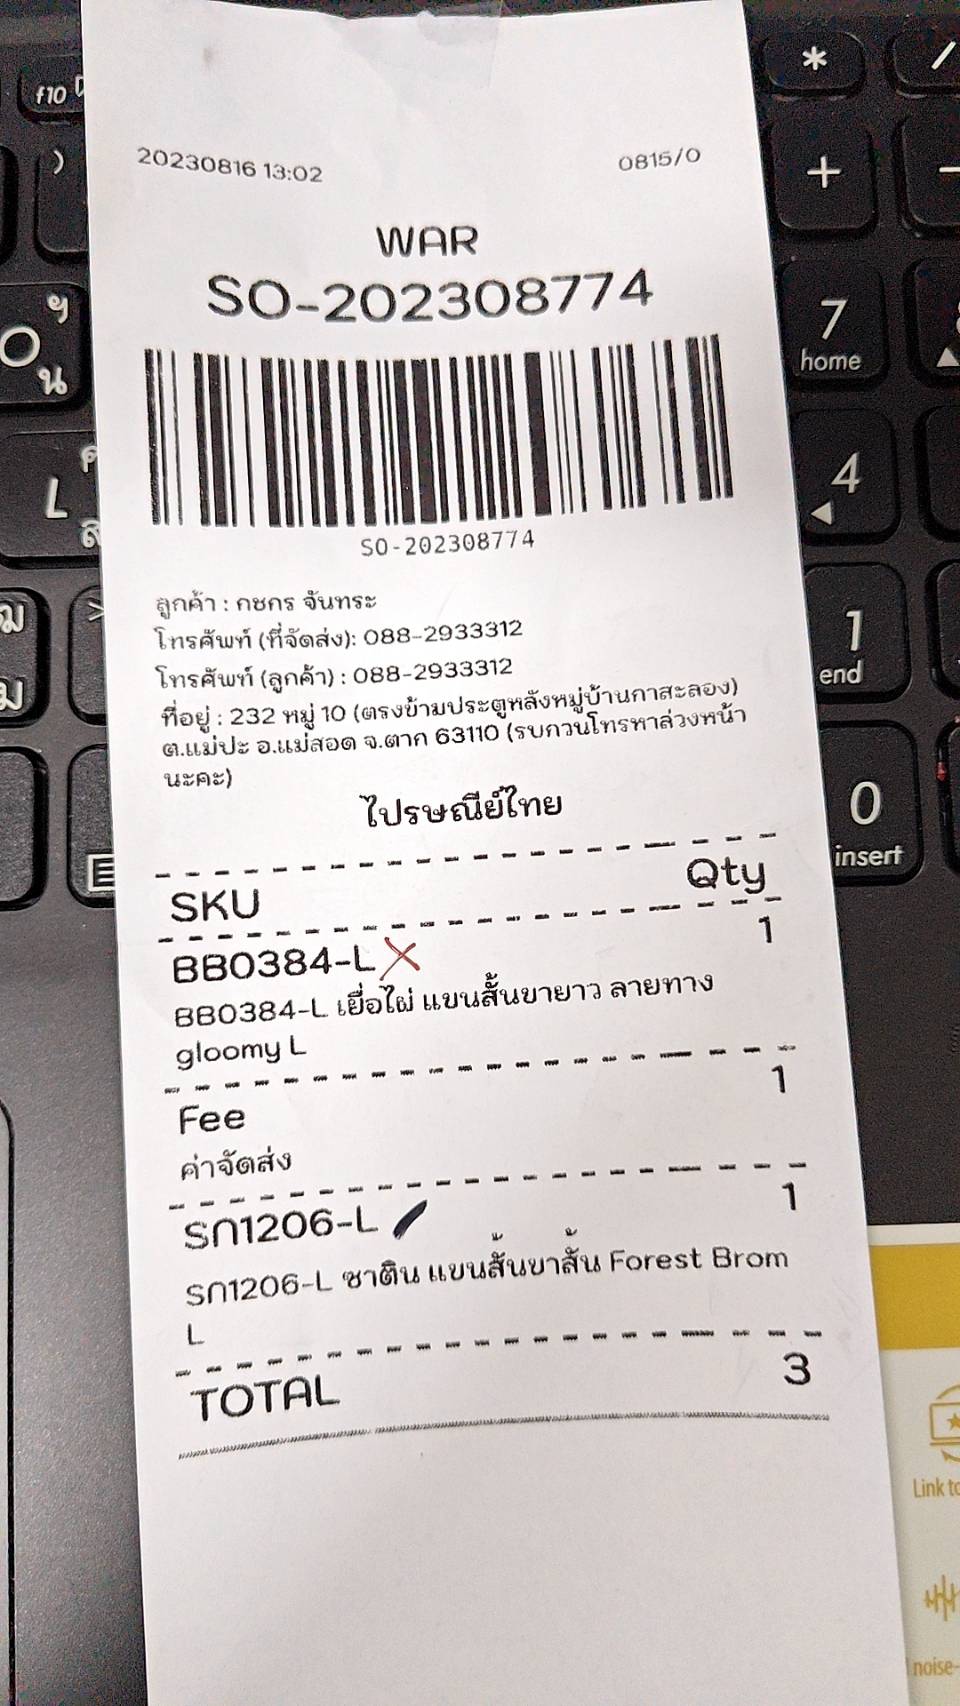 20230816 13:02
0815/0
WAR
SO-202308774
SO-202308774
ลูกค้า : กชกร จันทระ
โทรศัพท์ (ที่จัดส่ง): 088-2933312
โทรศัพท์ (ลูกค้า) : 088-2933312
ที่อยู่ : 232 หมู่ 10 (ตรงข้ามประตูหลังหมู่บ้านกาสะลอง)
ต.แม่ปะ อ.แม่สอด จ.ตาก 63110 (รบกวนโทรหาล่วงหน้า
นะคะ)
ไปรษณีย์ไทย
SKU Qty
BB0384-L 1
BB0384-L เยื่อไผ่ แขนสั้นขายาว ลายทาง
gloomy L
Fee 1
ค่าจัดส่ง
SN1206-L 1
SN1206-L ซาติน แขนสั้นขาสั้น Forest Brom
L
TOTAL 3
f10
*
/
)
+
-
7
home
4
1
end
0
insert
ฯ
น
L
ส
>
ฒ
Link to
noise-